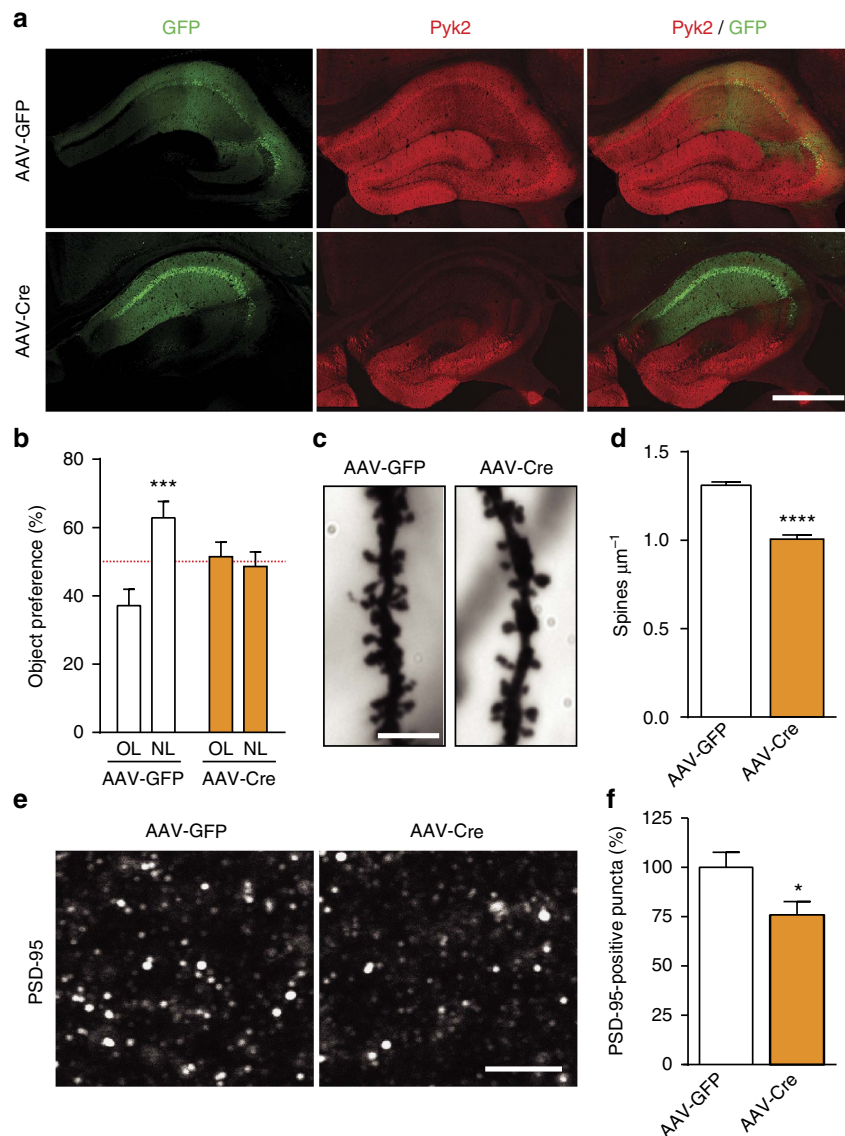 a
GFP
Pyk2
Pyk2 / GFP
AAV-GFP
AAV-Cre
b
Object preference (%)
80
60
40
20
0
***
OL NL OL NL
AAV-GFP AAV-Cre
c
AAV-GFP AAV-Cre
d
Spines μm⁻¹
1.5
1.0
0.5
0.0
****
AAV-GFP
AAV-Cre
e
AAV-GFP AAV-Cre
PSD-95
f
PSD-95-positive puncta (%)
125
100
75
50
25
0
*
AAV-GFP
AAV-Cre